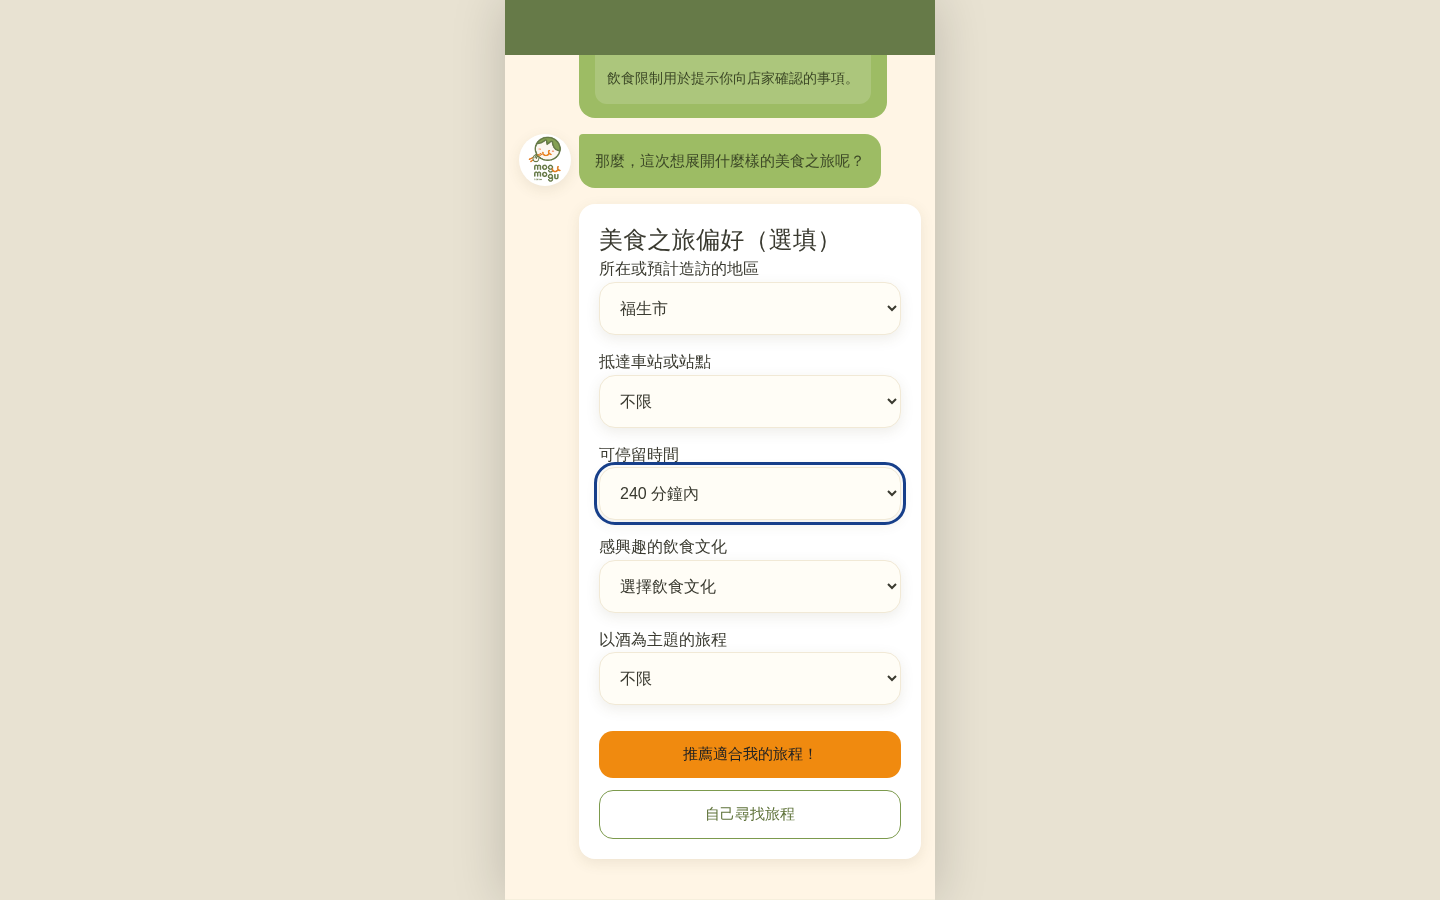 飲食限制用於提示你向店家確認的事項。
mog
mogu
那麼，這次想展開什麼樣的美食之旅呢？
美食之旅偏好（選填）
所在或預計造訪的地區
福生市
抵達車站或站點
不限
可停留時間
240 分鐘內
感興趣的飲食文化
選擇飲食文化
以酒為主題的旅程
不限
推薦適合我的旅程！
自己尋找旅程